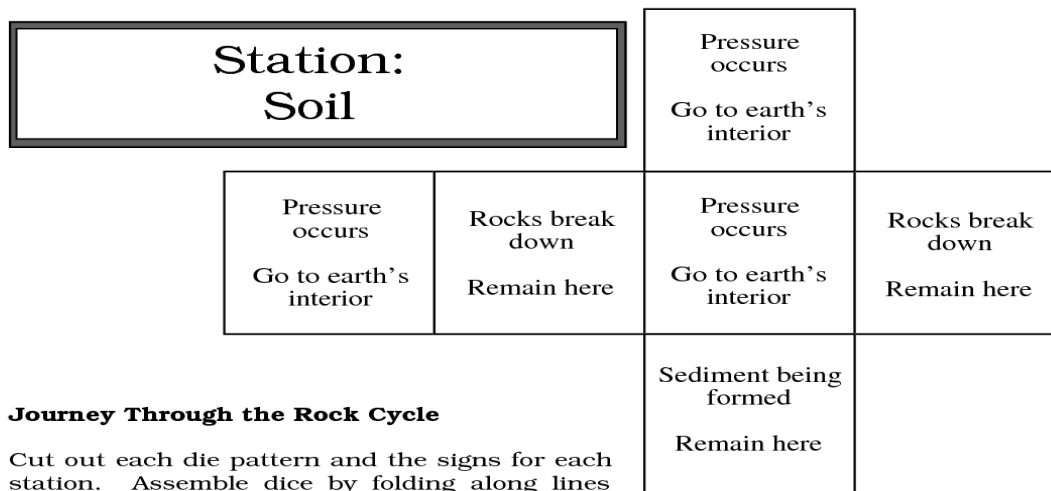 Station:
Soil
Pressure
occurs
Go to earth's
interior
Pressure
occurs
Go to earth's
interior
Rocks break
down
Remain here
Pressure
occurs
Go to earth's
interior
Rocks break
down
Remain here
Sediment being
formed
Remain here
Journey Through the Rock Cycle
Cut out each die pattern and the signs for each
station. Assemble dice by folding along lines